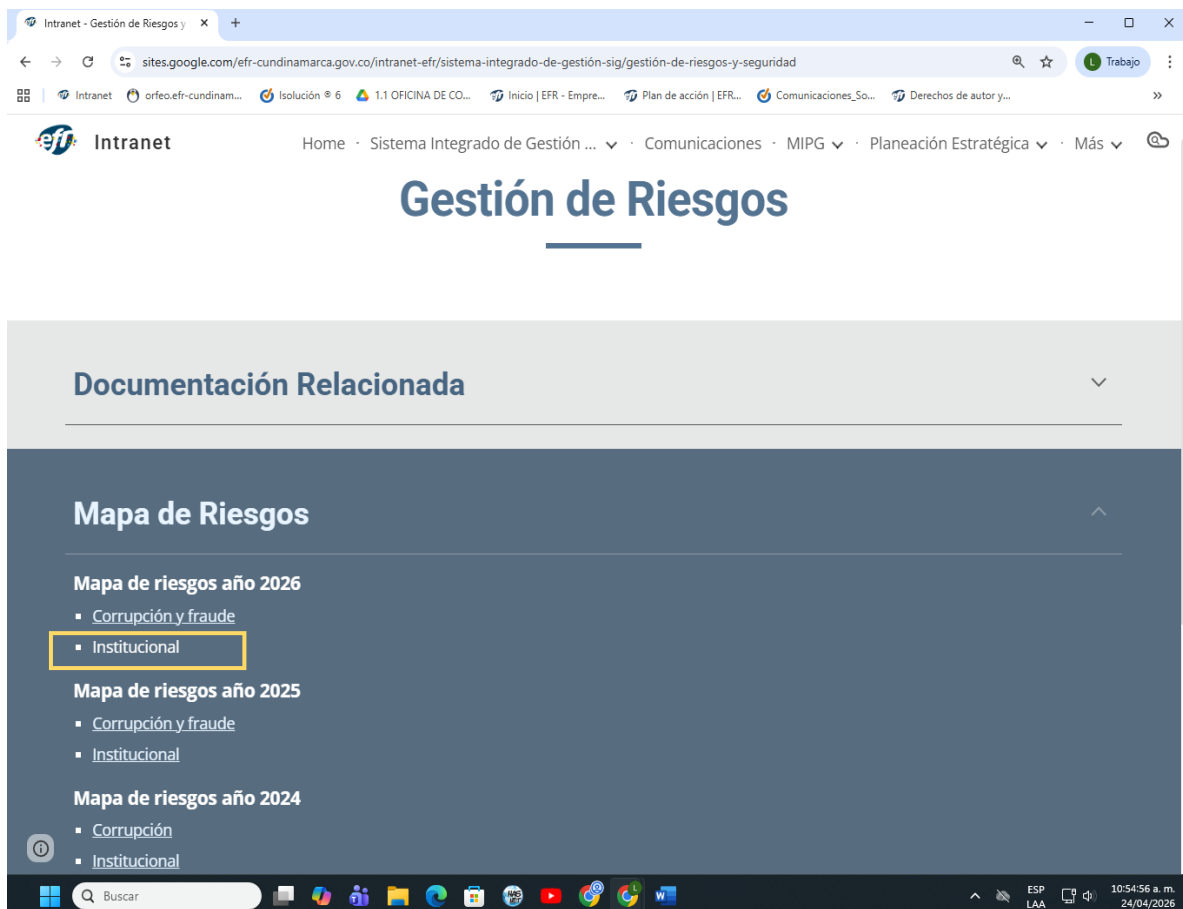 Intranet - Gestión de Riesgos y
sites.google.com/efr-cundinamarca.gov.co/intranet-efr/sistema-integrado-de-gestión-sig/gestión-de-riesgos-y-seguridad
L Trabajo
Intranet orfeo.efr-cundinam... Isolución ® 6 1.1 OFICINA DE CO... Inicio | EFR - Empre... Plan de acción | EFR... Comunicaciones_So... Derechos de autor y... »
efr Intranet Home · Sistema Integrado de Gestión ... · Comunicaciones · MIPG · Planeación Estratégica · Más
Gestión de Riesgos
Documentación Relacionada
Mapa de Riesgos
Mapa de riesgos año 2026
▪ Corrupción y fraude
▪ Institucional
Mapa de riesgos año 2025
▪ Corrupción y fraude
▪ Institucional
Mapa de riesgos año 2024
▪ Corrupción
▪ Institucional
Buscar ESP 10:54:56 a. m.
LAA 24/04/2026